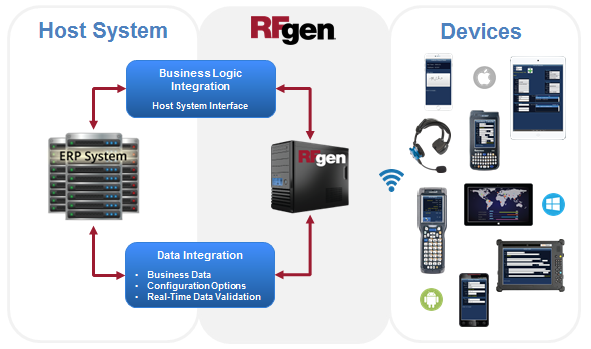 Host System
RFgen
Devices
Business Logic
Integration
Host System Interface
ERP System
RFgen
Data Integration
• Business Data
• Configuration Options
• Real-Time Data Validation